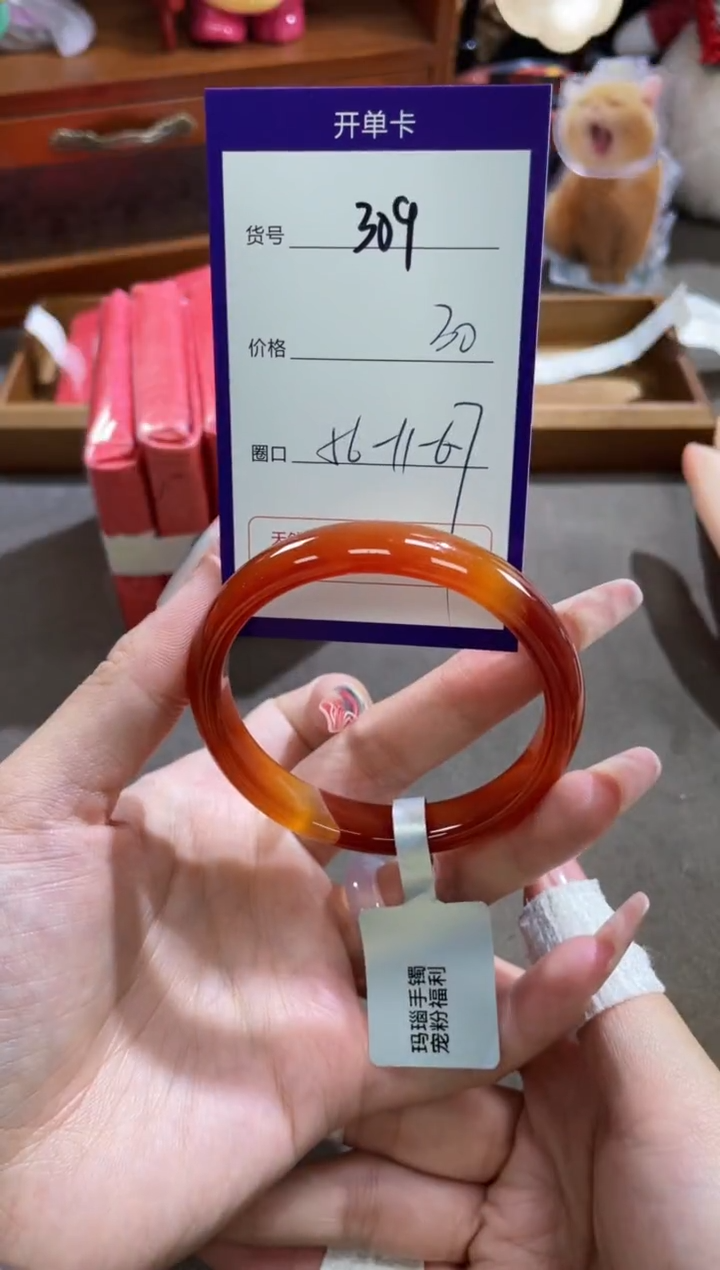 开单卡
货号 309
价格 30
圈口 56-11-67
玛瑙手镯
宠粉福利